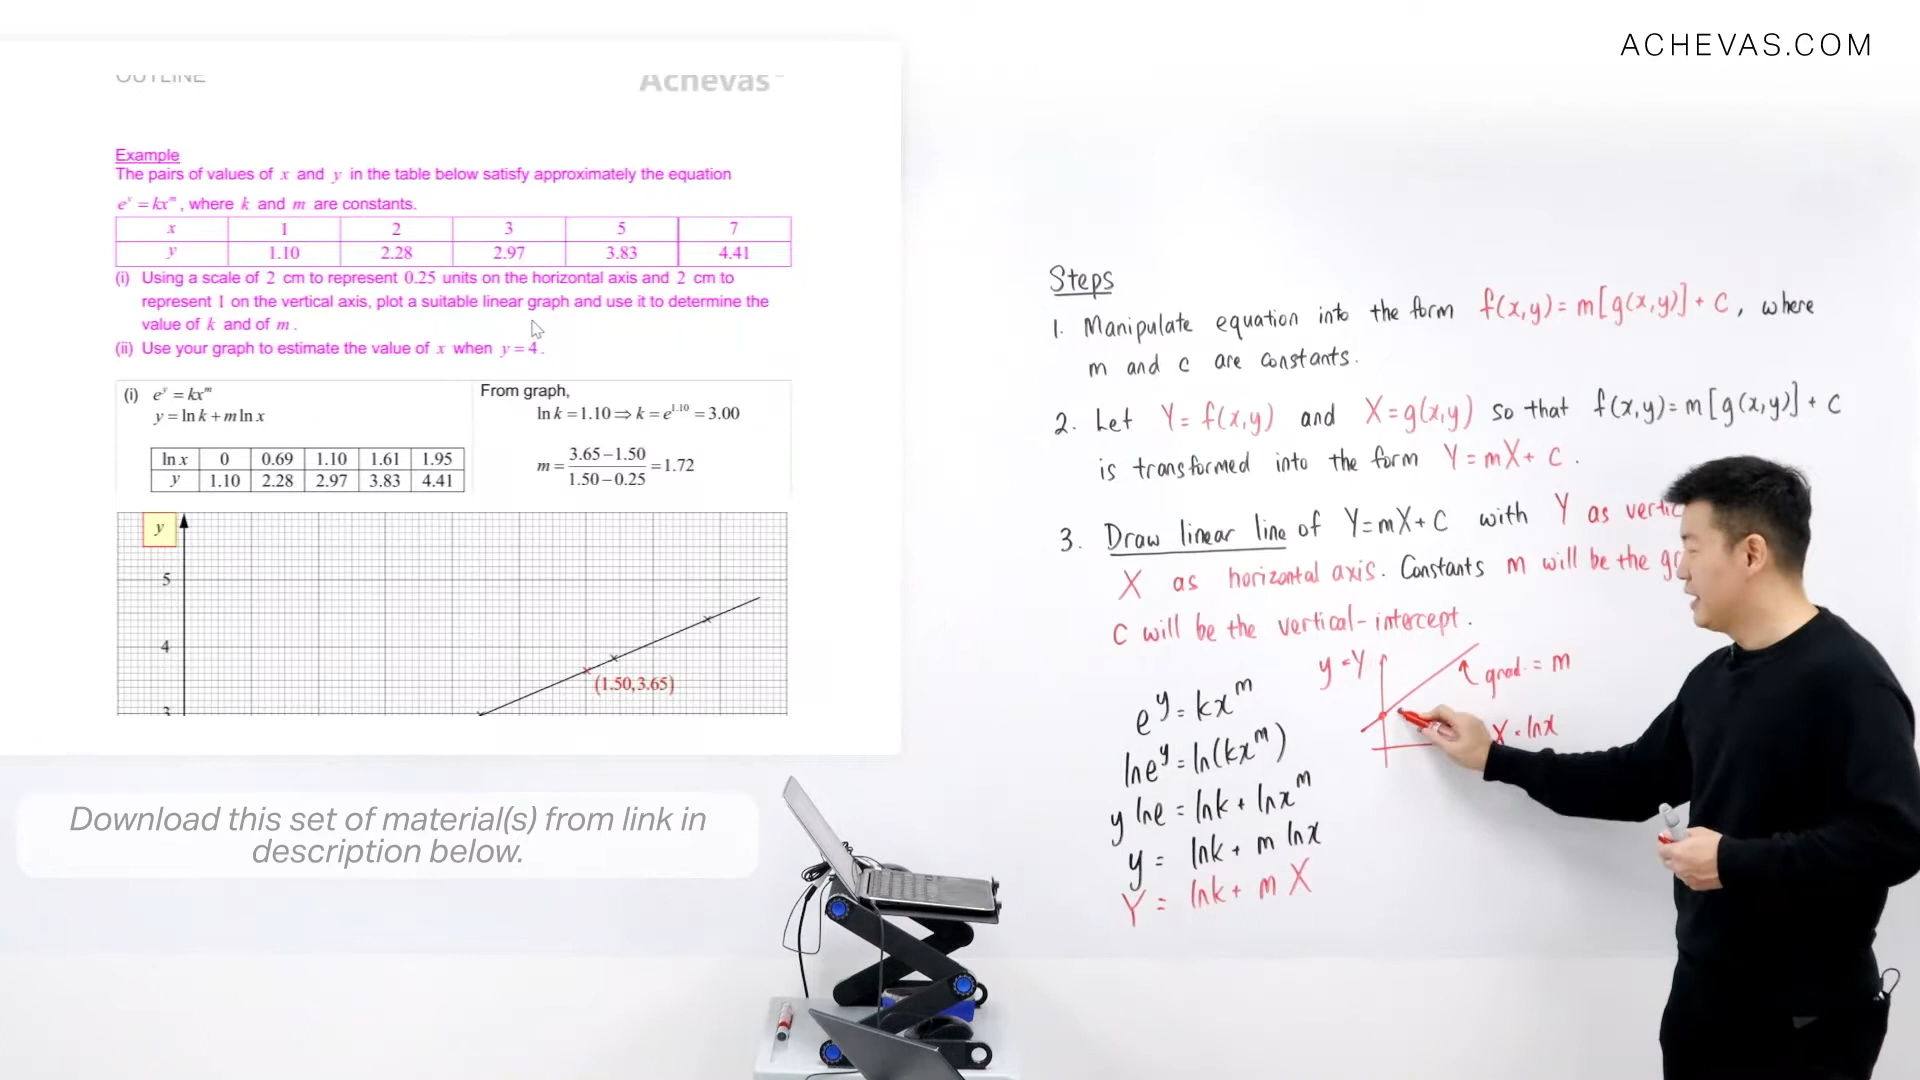 ACHEVAS.COM
OUTLINE
Achevas
Example
The pairs of values of x and y in the table below satisfy approximately the equation
e^y = kx^m, where k and m are constants.
x 1 2 3 5 7
y 1.10 2.28 2.97 3.83 4.41
(i) Using a scale of 2 cm to represent 0.25 units on the horizontal axis and 2 cm to
represent 1 on the vertical axis, plot a suitable linear graph and use it to determine the
value of k and of m.
(ii) Use your graph to estimate the value of x when y = 4.
(i) e^y = kx^m
y = ln k + m ln x
ln x 0 0.69 1.10 1.61 1.95
y 1.10 2.28 2.97 3.83 4.41
From graph,
ln k = 1.10 ⇒ k = e^1.10 = 3.00
m = (3.65 − 1.50)/(1.50 − 0.25) = 1.72
y
5
4
3
(1.50, 3.65)
Download this set of material(s) from link in
description below.
Steps
1. Manipulate equation into the form f(x,y) = m[g(x,y)] + C, where
m and c are constants.
2. Let Y = f(x,y) and X = g(x,y) so that f(x,y) = m[g(x,y)] + C
is transformed into the form Y = mX + C.
3. Draw linear line of Y = mX + C with Y as
X as horizontal axis. Constants m will be the
C will be the vertical-intercept.
e^y = kx^m
ln e^y = ln(kx^m)
y ln e = ln k + ln x^m
y = ln k + m ln x
Y = ln k + m X
y = Y
grad. = m
X = ln x